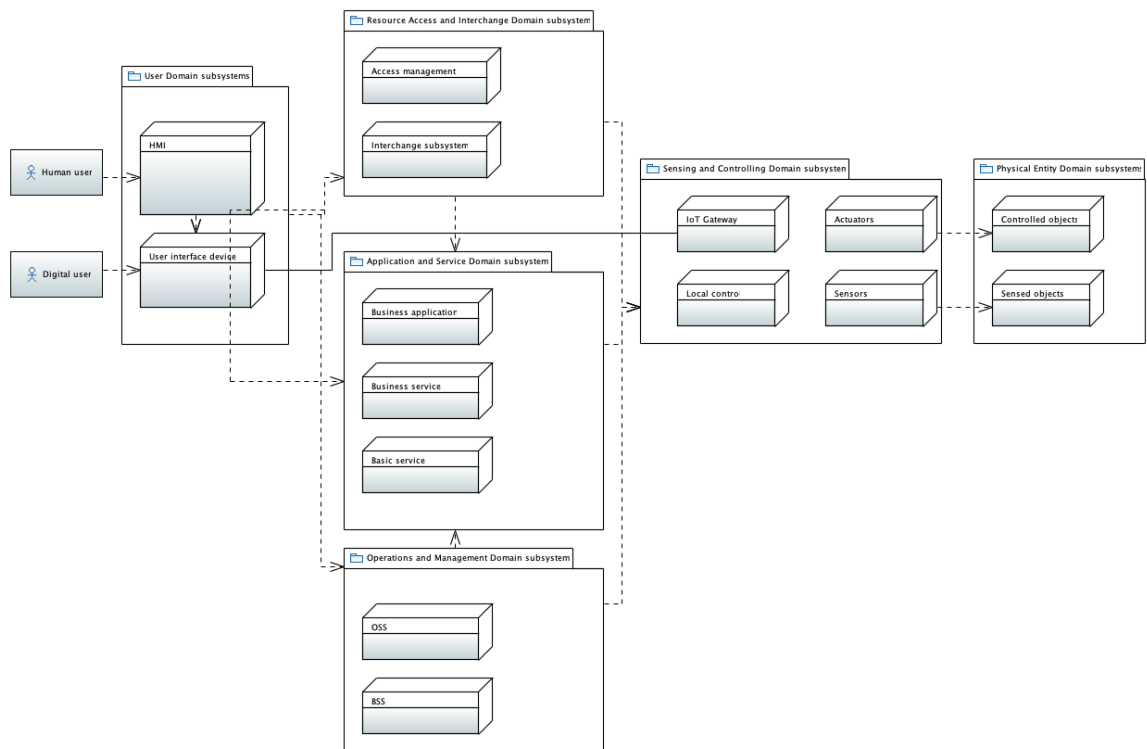 Resource Access and Interchange Domain subsystem
Access management
Interchange subsystem
User Domain subsystems
HMI
User interface device
Human user
Digital user
Application and Service Domain subsystem
Business application
Business service
Basic service
Operations and Management Domain subsystem
OSS
BSS
Sensing and Controlling Domain subsystem
IoT Gateway
Actuators
Local control
Sensors
Physical Entity Domain subsystems
Controlled objects
Sensed objects